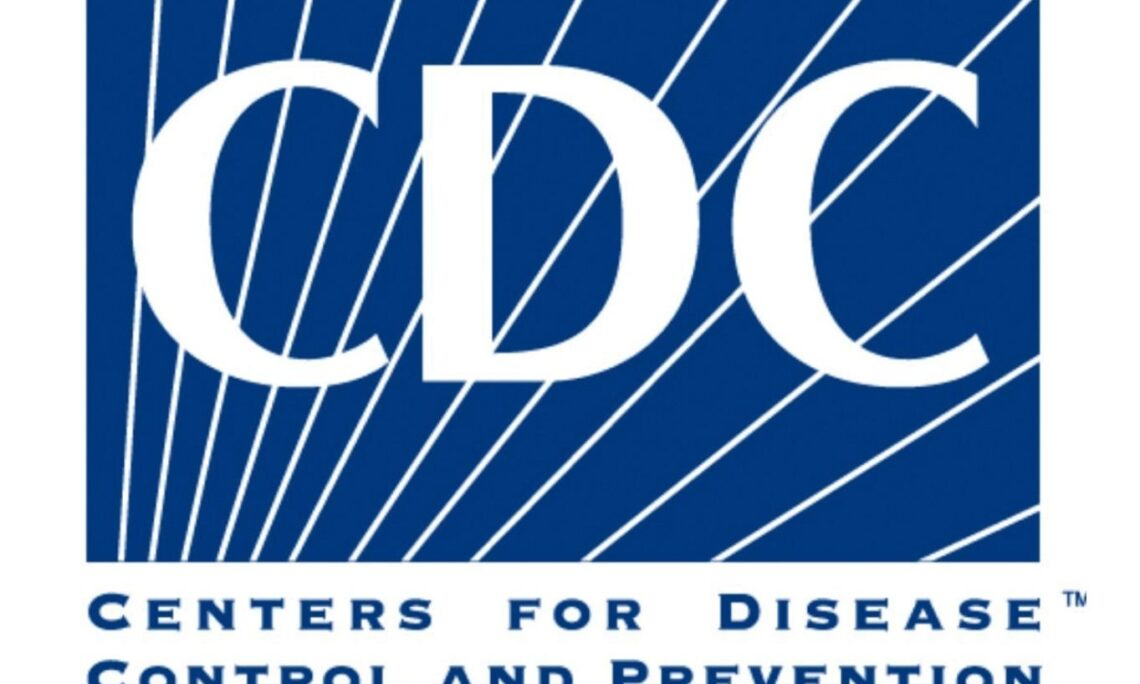 CDC
CENTERS FOR DISEASE™
CONTROL AND PREVENTION